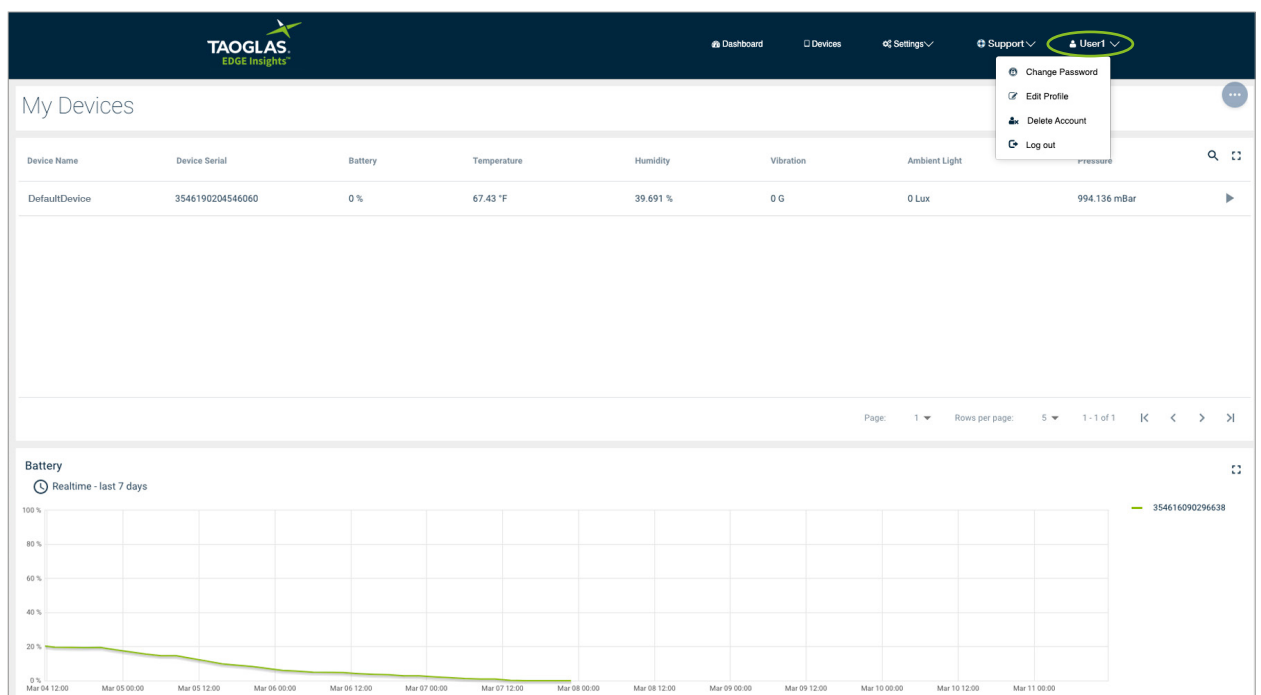 TAOGLAS.
EDGE Insights™
Dashboard Devices Settings Support User1
Change Password
Edit Profile
Delete Account
Log out
My Devices
Device Name Device Serial Battery Temperature Humidity Vibration Ambient Light Pressure
DefaultDevice 3546190204546060 0 % 67.43 °F 39.691 % 0 G 0 Lux 994.136 mBar
Page: 1 Rows per page: 5 1 - 1 of 1
Battery
Realtime - last 7 days
354616090296638
100 %
80 %
60 %
40 %
20 %
0 %
Mar 04 12:00 Mar 05 00:00 Mar 05 12:00 Mar 06 00:00 Mar 06 12:00 Mar 07 00:00 Mar 07 12:00 Mar 08 00:00 Mar 08 12:00 Mar 09 00:00 Mar 09 12:00 Mar 10 00:00 Mar 10 12:00 Mar 11 00:00